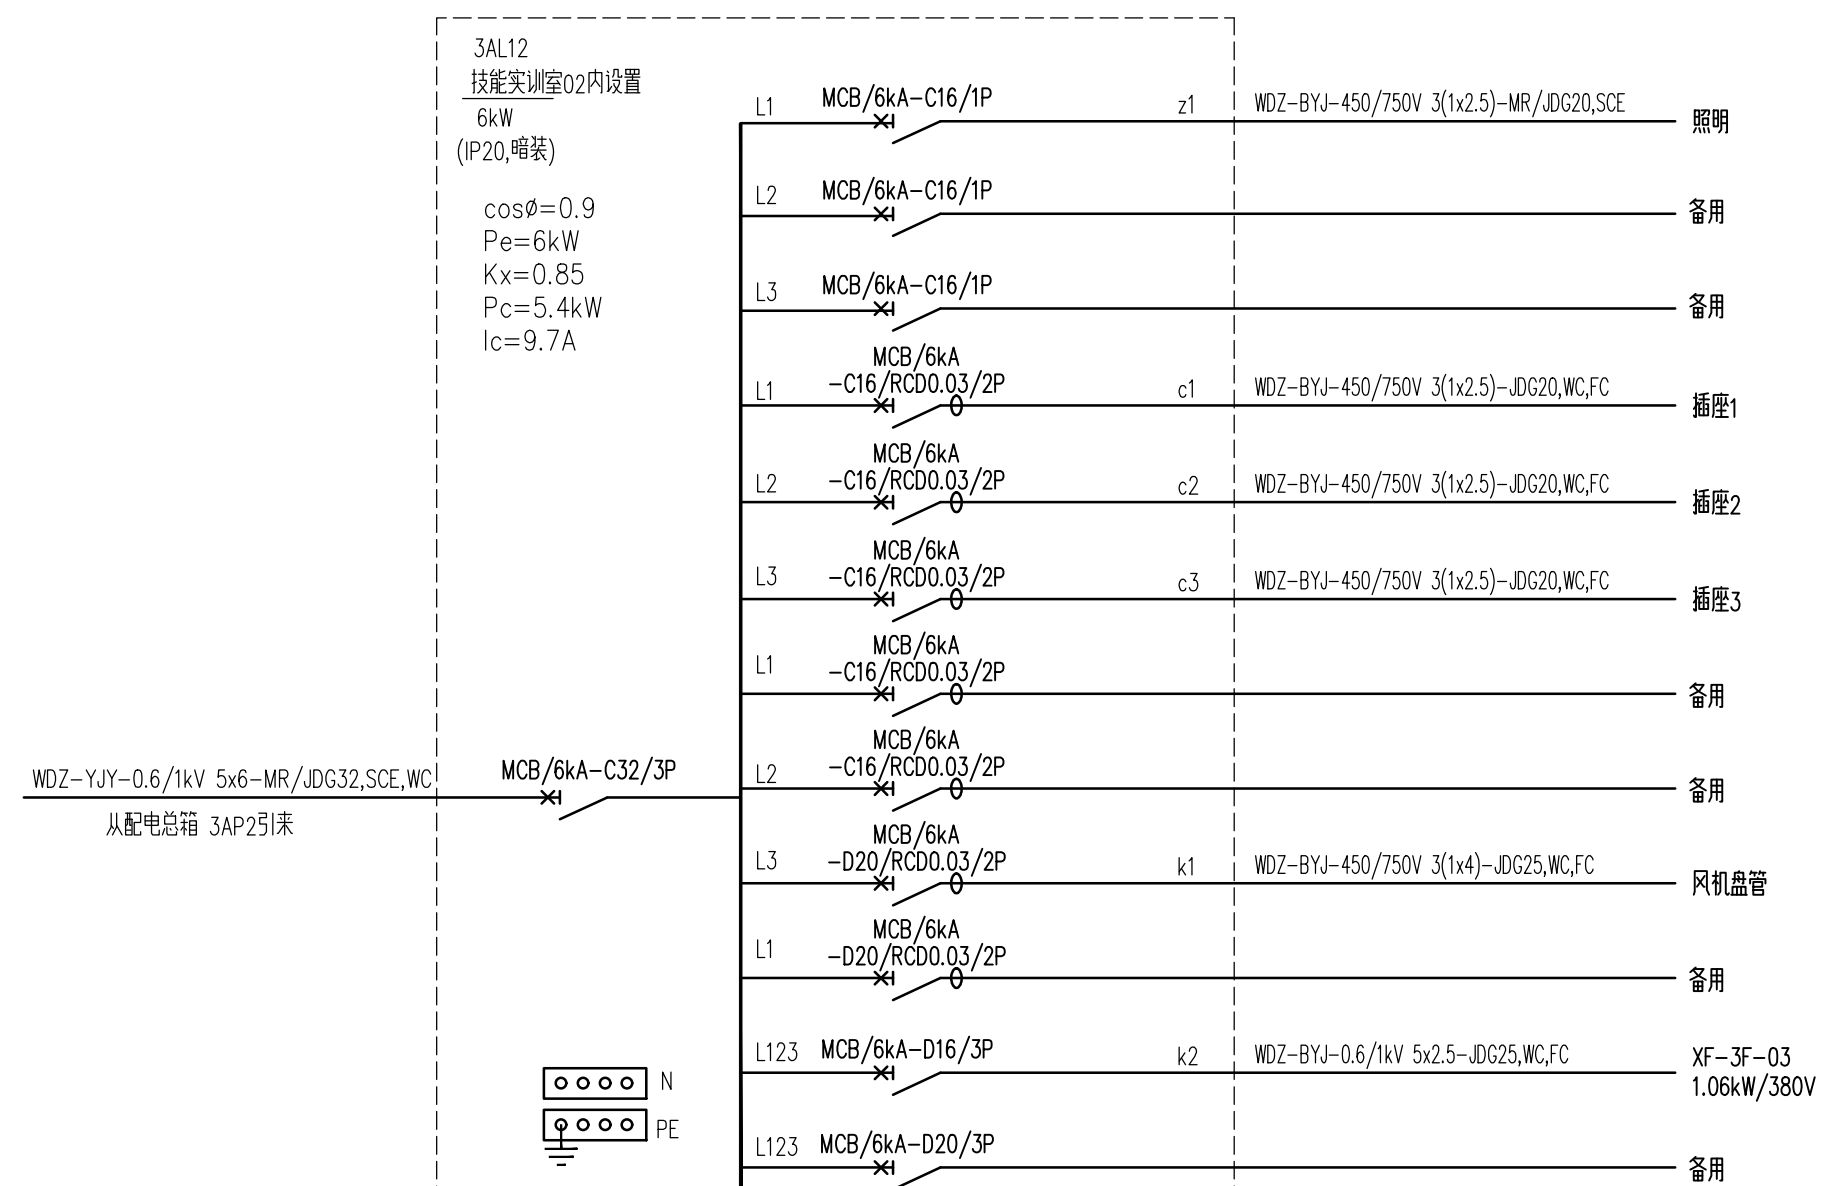 3AL12
技能实训室02内设置
6kW
(IP20,暗装)
cosø=0.9
Pe=6kW
Kx=0.85
Pc=5.4kW
Ic=9.7A
L1 MCB/6kA-C16/1P z1 WDZ-BYJ-450/750V 3(1x2.5)-MR/JDG20,SCE 照明
L2 MCB/6kA-C16/1P 备用
L3 MCB/6kA-C16/1P 备用
MCB/6kA
L1 -C16/RCD0.03/2P c1 WDZ-BYJ-450/750V 3(1x2.5)-JDG20,WC,FC 插座1
MCB/6kA
L2 -C16/RCD0.03/2P c2 WDZ-BYJ-450/750V 3(1x2.5)-JDG20,WC,FC 插座2
MCB/6kA
L3 -C16/RCD0.03/2P c3 WDZ-BYJ-450/750V 3(1x2.5)-JDG20,WC,FC 插座3
MCB/6kA
L1 -C16/RCD0.03/2P 备用
MCB/6kA
L2 -C16/RCD0.03/2P 备用
WDZ-YJY-0.6/1kV 5x6-MR/JDG32,SCE,WC MCB/6kA-C32/3P
从配电总箱 3AP2引来
MCB/6kA
L3 -D20/RCD0.03/2P k1 WDZ-BYJ-450/750V 3(1x4)-JDG25,WC,FC 风机盘管
MCB/6kA
L1 -D20/RCD0.03/2P 备用
L123 MCB/6kA-D16/3P k2 WDZ-BYJ-0.6/1kV 5x2.5-JDG25,WC,FC XF-3F-03
1.06kW/380V
N
PE
L123 MCB/6kA-D20/3P 备用